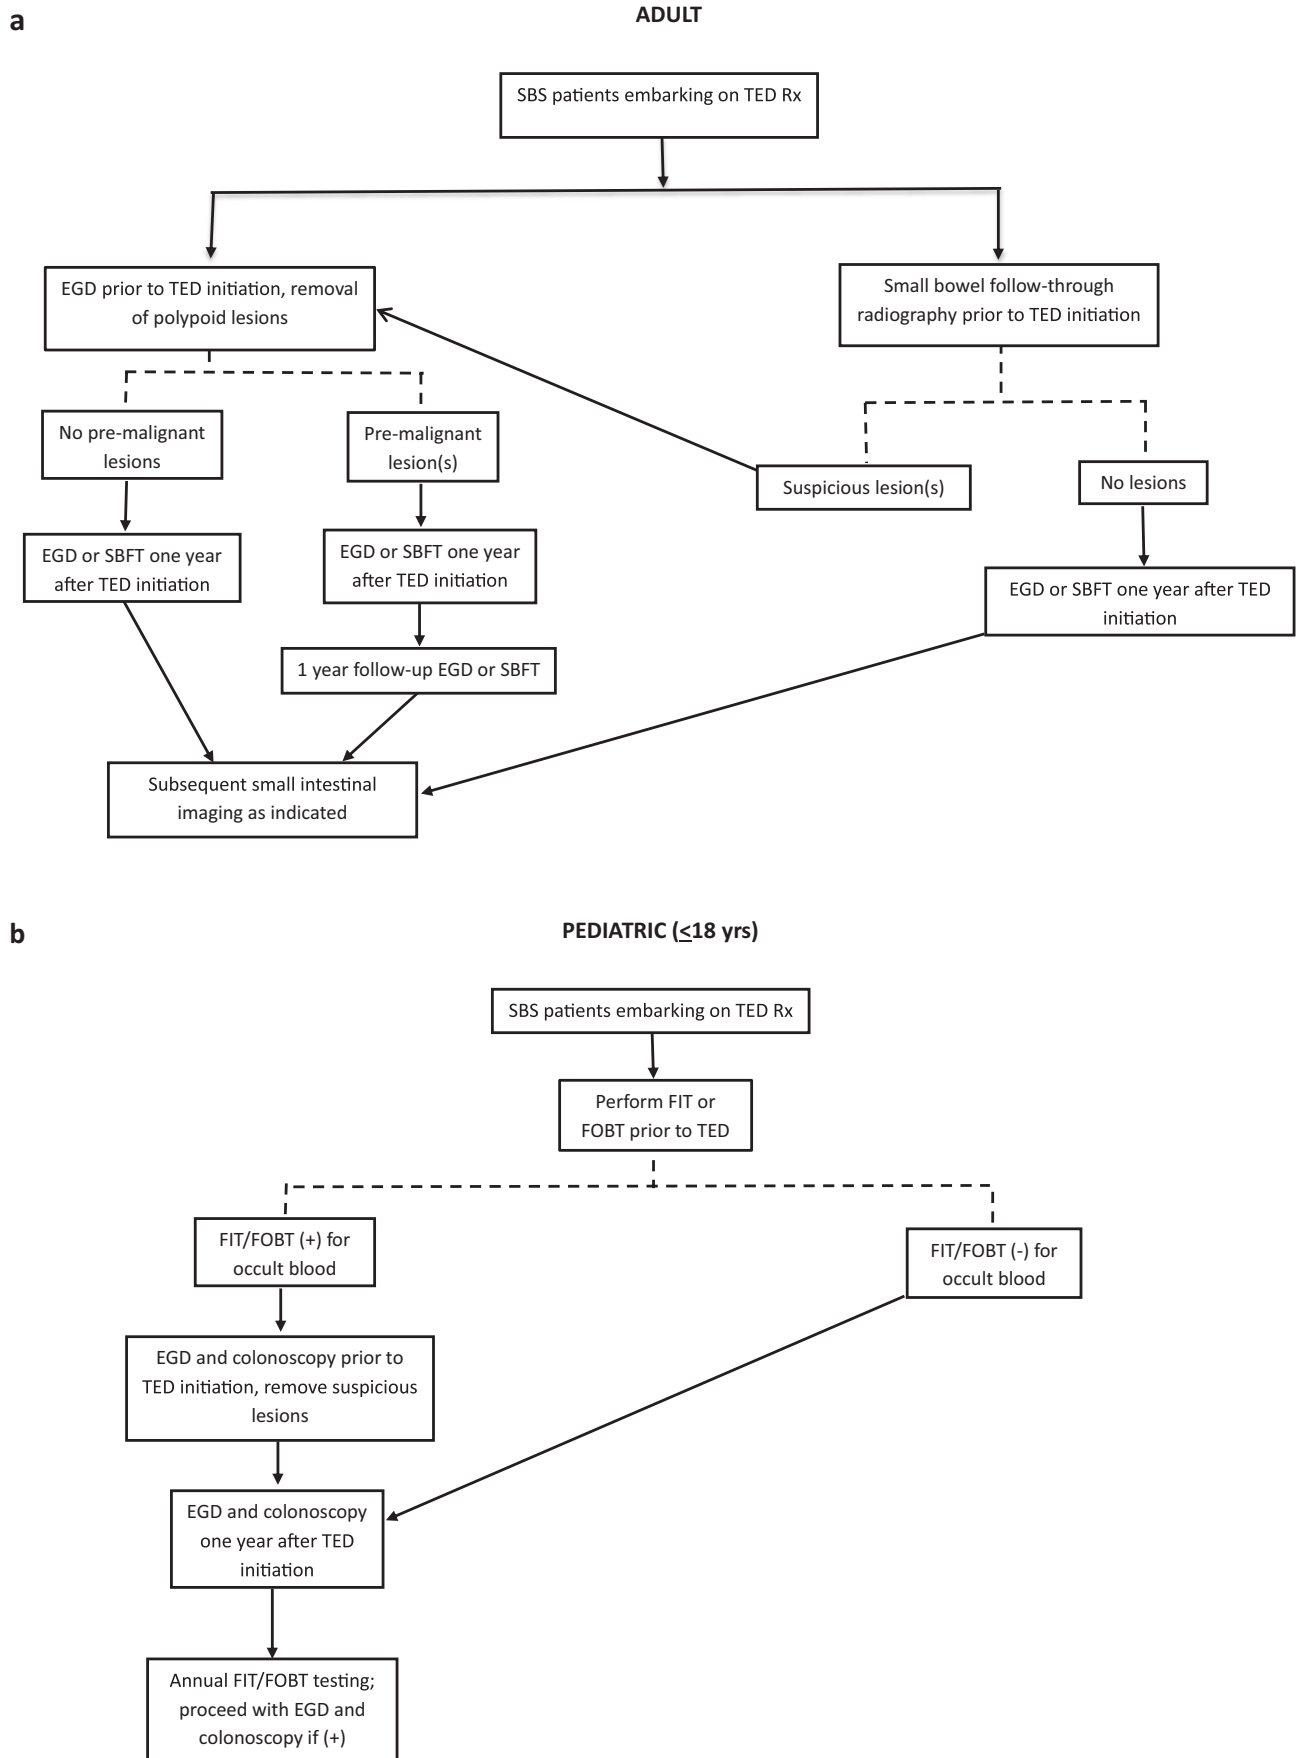 a
ADULT
SBS patients embarking on TED Rx
EGD prior to TED initiation, removal
of polypoid lesions
Small bowel follow-through
radiography prior to TED initiation
No pre-malignant
lesions
Pre-malignant
lesion(s)
Suspicious lesion(s)
No lesions
EGD or SBFT one year
after TED initiation
EGD or SBFT one year
after TED initiation
EGD or SBFT one year after TED
initiation
1 year follow-up EGD or SBFT
Subsequent small intestinal
imaging as indicated
b
PEDIATRIC (≤18 yrs)
SBS patients embarking on TED Rx
Perform FIT or
FOBT prior to TED
FIT/FOBT (+) for
occult blood
FIT/FOBT (-) for
occult blood
EGD and colonoscopy prior to
TED initiation, remove suspicious
lesions
EGD and colonoscopy
one year after TED
initiation
Annual FIT/FOBT testing;
proceed with EGD and
colonoscopy if (+)